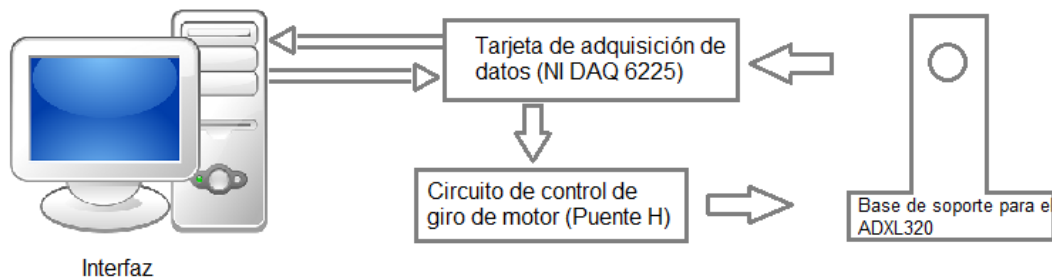 Tarjeta de adquisición de
datos (NI DAQ 6225)
Circuito de control de
giro de motor (Puente H)
Base de soporte para el
ADXL320
Interfaz